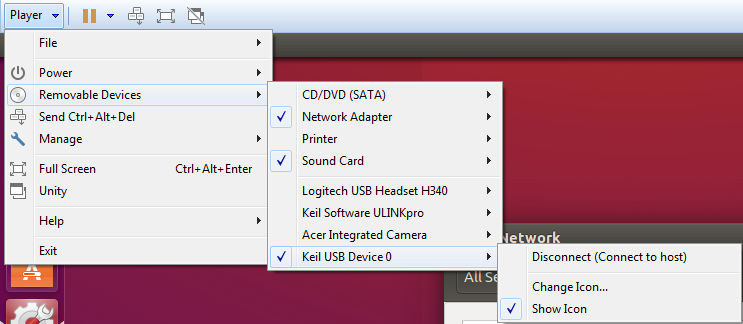 Player
File
Power
Removable Devices
Send Ctrl+Alt+Del
Manage
Full Screen Ctrl+Alt+Enter
Unity
Help
Exit
CD/DVD (SATA)
Network Adapter
Printer
Sound Card
Logitech USB Headset H340
Keil Software ULINKpro
Acer Integrated Camera
Keil USB Device 0
Network
All Se
Disconnect (Connect to host)
Change Icon...
Show Icon